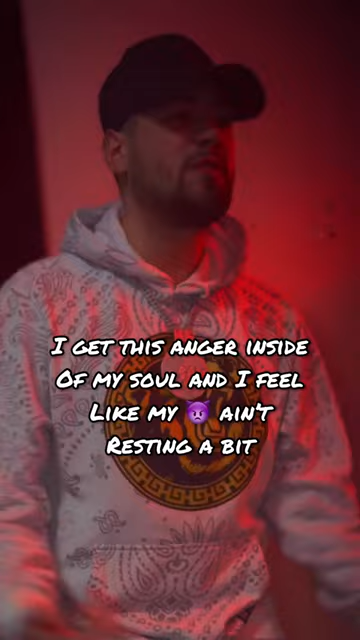 I GET THIS ANGER INSIDE
OF MY SOUL AND I FEEL
LIKE MY 😈 AIN'T
RESTING A BIT